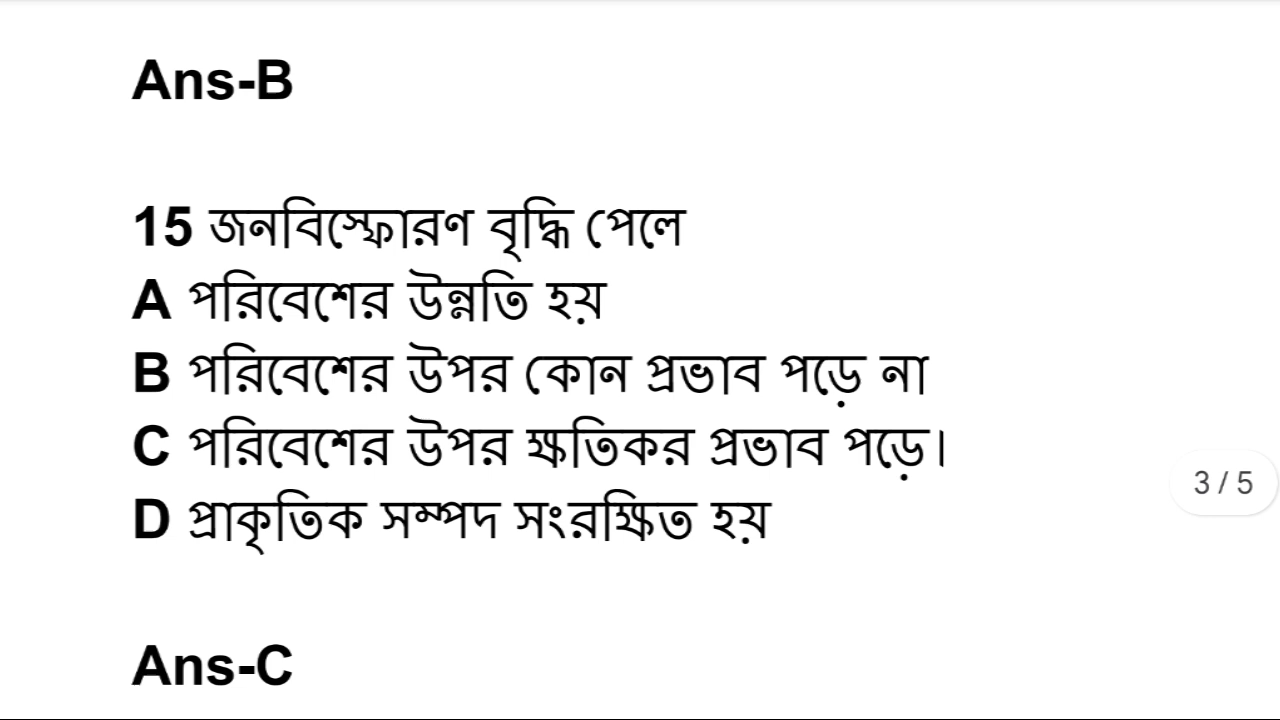 Ans-B
15 জনবিস্ফোরণ বৃদ্ধি পেলে
A পরিবেশের উন্নতি হয়
B পরিবেশের উপর কোন প্রভাব পড়ে না
C পরিবেশের উপর ক্ষতিকর প্রভাব পড়ে।
3 / 5
D প্রাকৃতিক সম্পদ সংরক্ষিত হয়
Ans-C